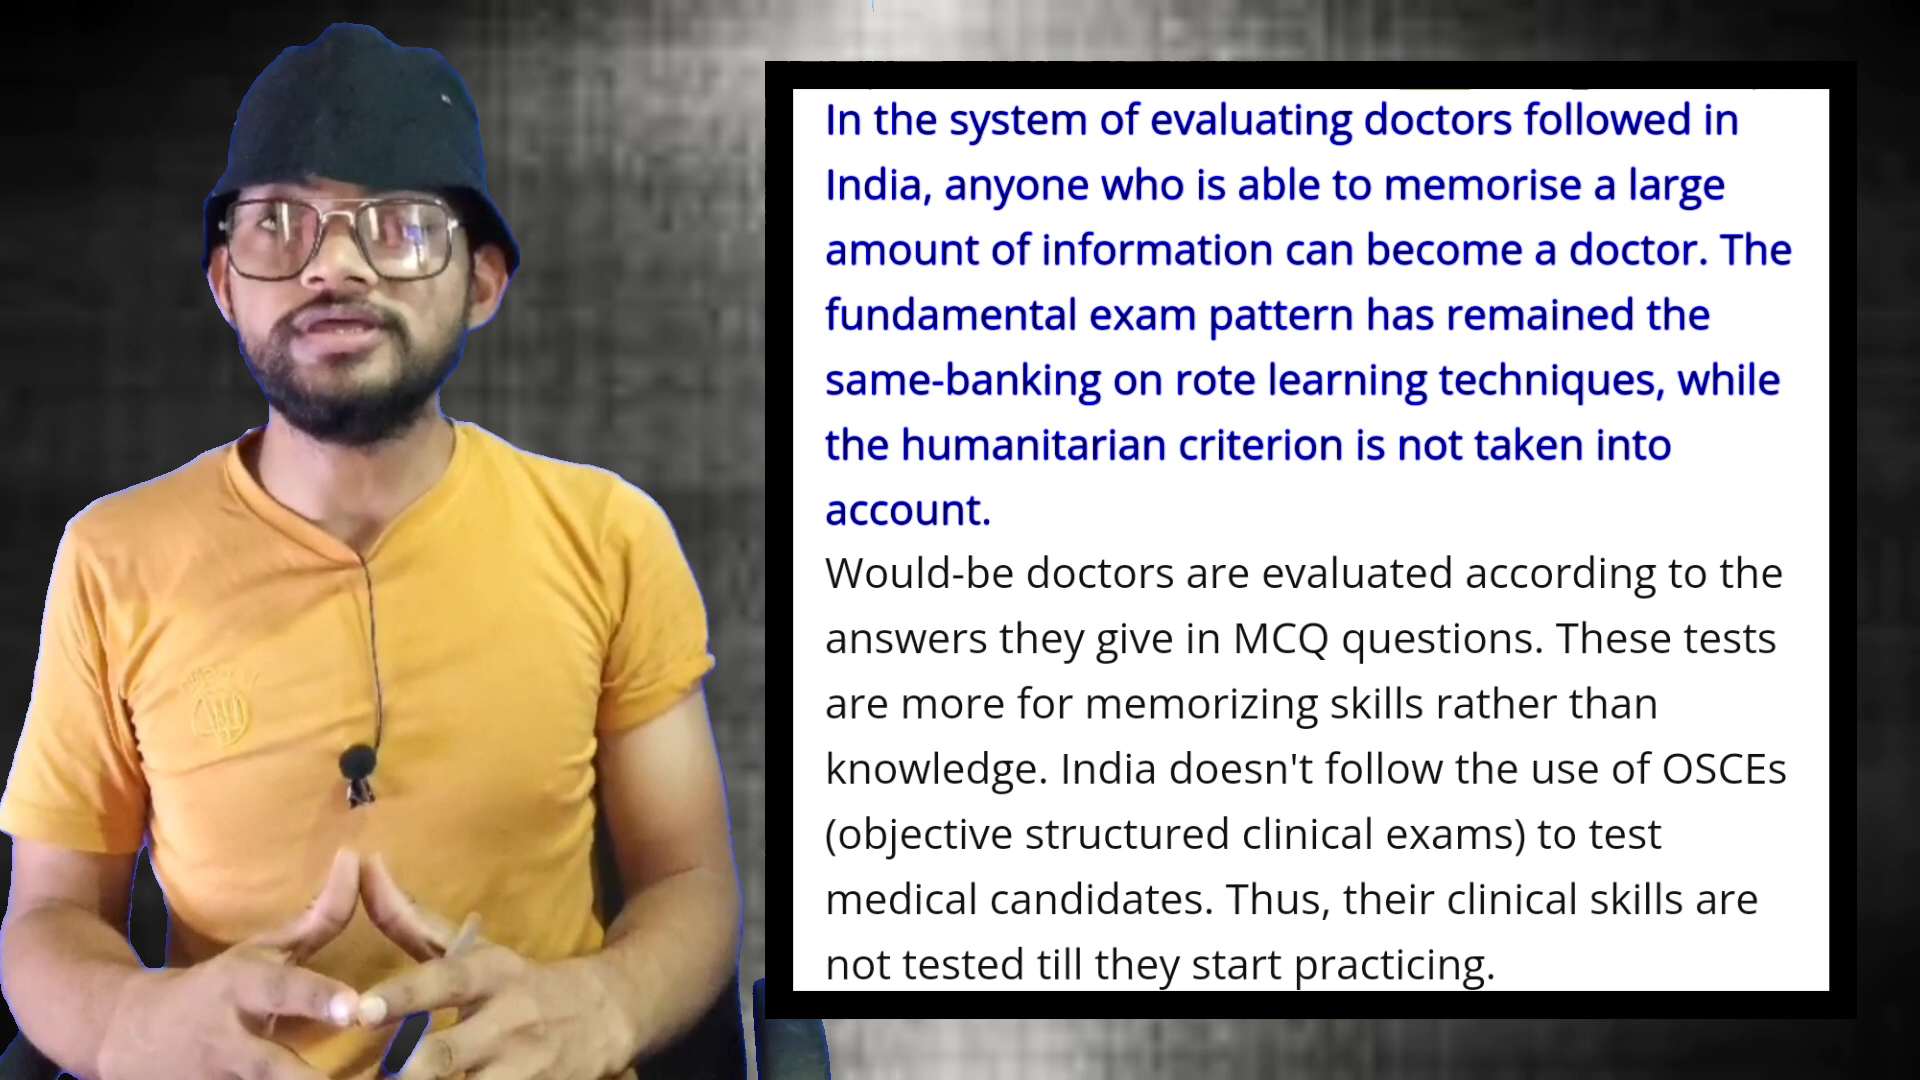 In the system of evaluating doctors followed in
India, anyone who is able to memorise a large
amount of information can become a doctor. The
fundamental exam pattern has remained the
same-banking on rote learning techniques, while
the humanitarian criterion is not taken into
account.
Would-be doctors are evaluated according to the
answers they give in MCQ questions. These tests
are more for memorizing skills rather than
knowledge. India doesn't follow the use of OSCEs
(objective structured clinical exams) to test
medical candidates. Thus, their clinical skills are
not tested till they start practicing.